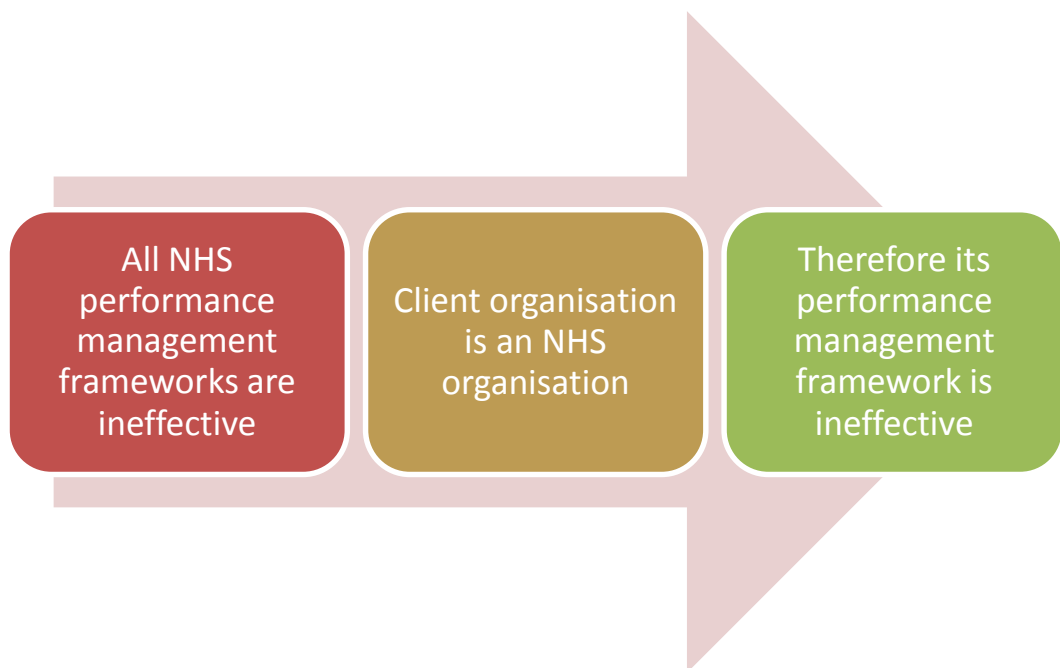 All NHS
performance
management
frameworks are
ineffective
Client organisation
is an NHS
organisation
Therefore its
performance
management
framework is
ineffective